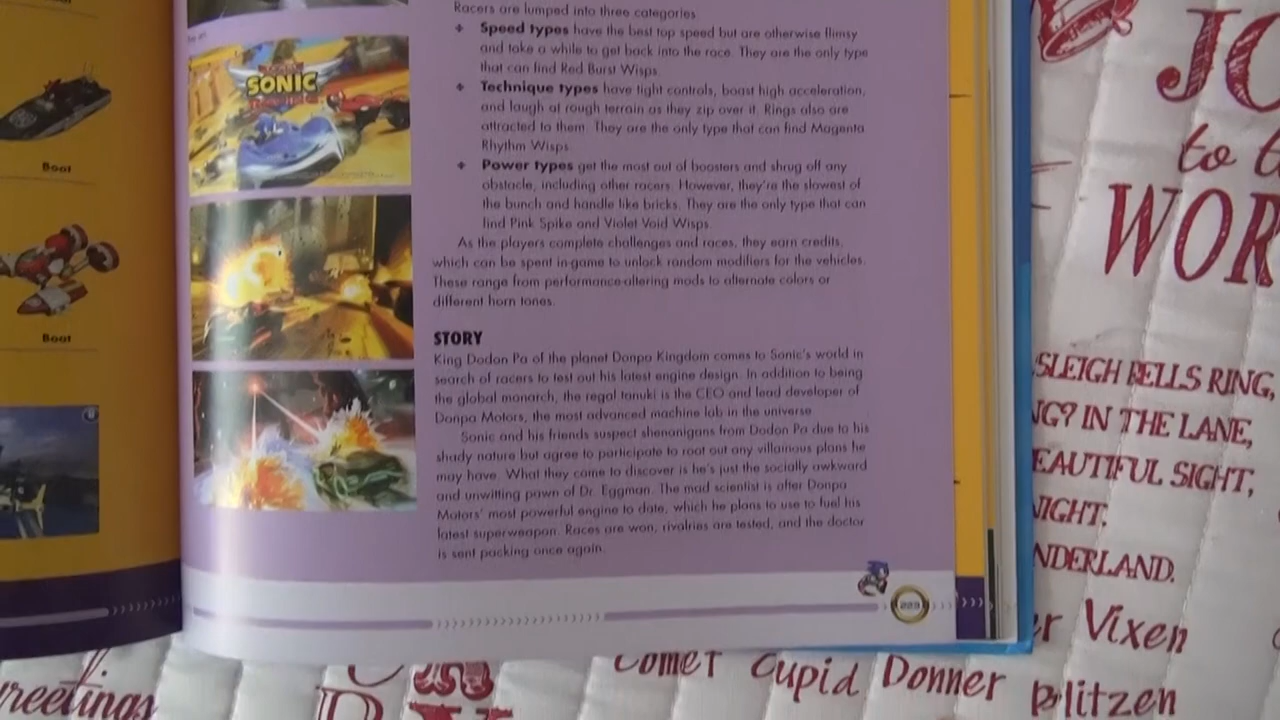 Boat
Boat
SONIC
Racers are lumped into three categories
Speed types have the best top speed but are otherwise flimsy
and take a while to get back into the race. They are the only type
that can find Red Burst Wisps.
Technique types have tight controls, boast high acceleration,
and laugh at rough terrain as they zip over it. Rings also are
attracted to them. They are the only type that can find Magenta
Rhythm Wisps.
Power types get the most out of boosters and shrug off any
obstacle, including other racers. However, they're the slowest of
the bunch and handle like bricks. They are the only type that can
find Pink Spike and Violet Void Wisps.
As the players complete challenges and races, they earn credits,
which can be spent in-game to unlock random modifiers for the vehicles.
These range from performance-altering mods to alternate colors or
different horn tones.
STORY
King Dodon Pa of the planet Donpa Kingdom comes to Sonic's world in
search of racers to test out his latest engine design. In addition to being
the global monarch, the regal tanuki is the CEO and lead developer of
Donpa Motors, the most advanced machine lab in the universe.
Sonic and his friends suspect shenanigans from Dodon Pa due to his
shady nature but agree to participate to root out any villainous plans he
may have. What they come to discover is he's just the socially awkward
and unwitting pawn of Dr. Eggman. The mad scientist is after Donpa
Motors' most powerful engine to date, which he plans to use to fuel his
latest superweapon. Races are won, rivalries are tested, and the doctor
is sent packing once again.
JO
to t
WOR
SLEIGH BELLS RING,
NG? IN THE LANE,
EAUTIFUL SIGHT,
NIGHT.
NDERLAND.
er Vixen
Comet Cupid Donner Blitzen
reetings